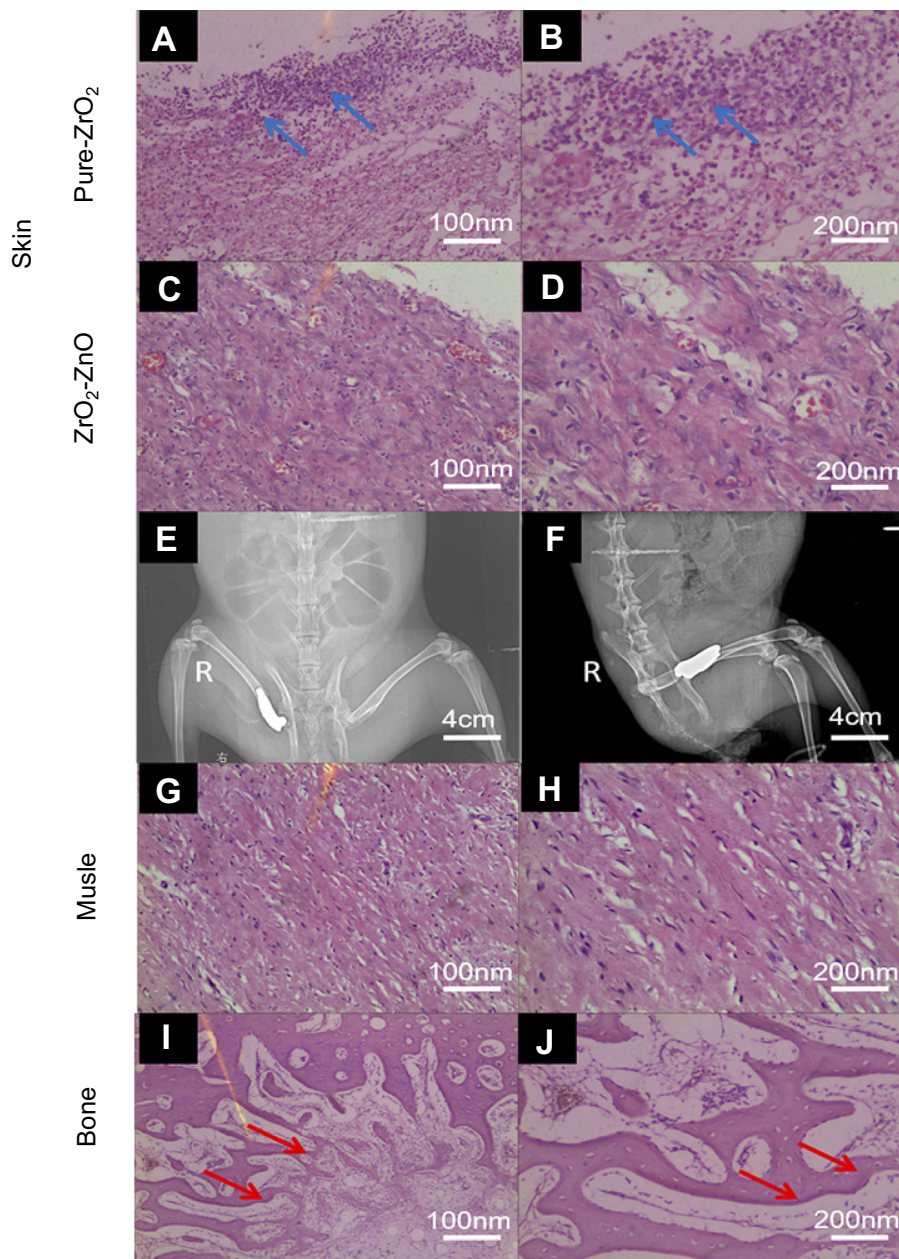 Skin
Pure-ZrO₂
A
100nm
B
200nm
ZrO₂-ZnO
C
100nm
D
200nm
E
R
4cm
F
R
4cm
Musle
G
100nm
H
200nm
Bone
I
100nm
J
200nm